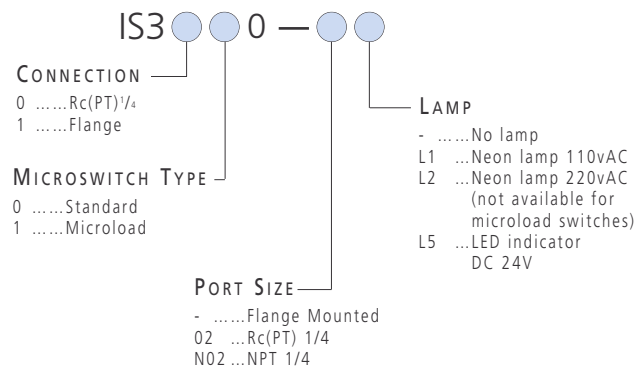 IS3 0 —
CONNECTION
0 ......Rc(PT)1/4
1 ......Flange
MICROSWITCH TYPE
0 ......Standard
1 ......Microload
PORT SIZE
- ......Flange Mounted
02 ...Rc(PT) 1/4
N02 ...NPT 1/4
LAMP
- ......No lamp
L1 ...Neon lamp 110vAC
L2 ...Neon lamp 220vAC
(not available for
microload switches)
L5 ...LED indicator
DC 24V